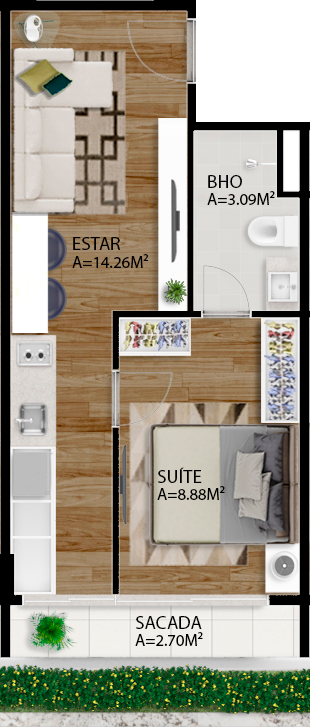 BHO
A=3.09M²
ESTAR
A=14.26M²
SUÍTE
A=8.88M²
SACADA
A=2.70M²